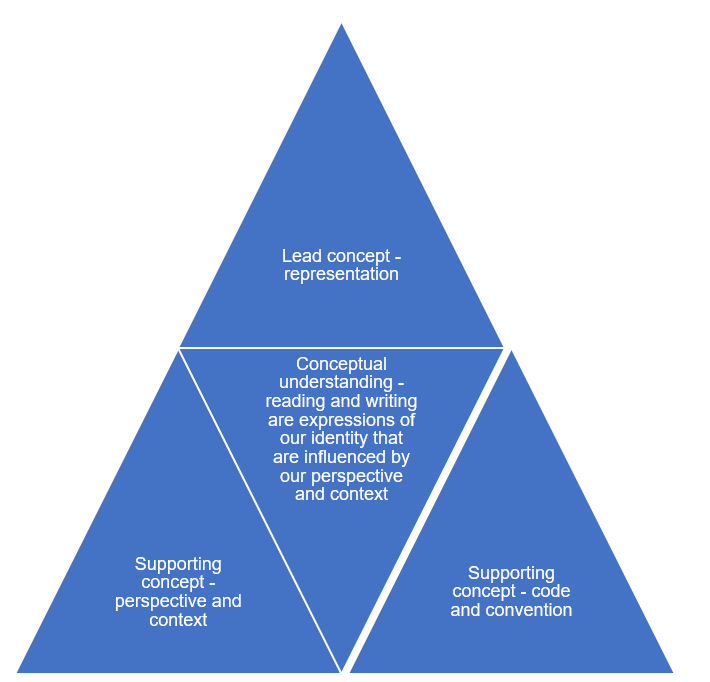 Lead concept -
representation
Conceptual
understanding -
reading and writing
are expressions of
our identity that
are influenced by
our perspective
and context
Supporting
concept -
perspective and
context
Supporting
concept - code
and convention